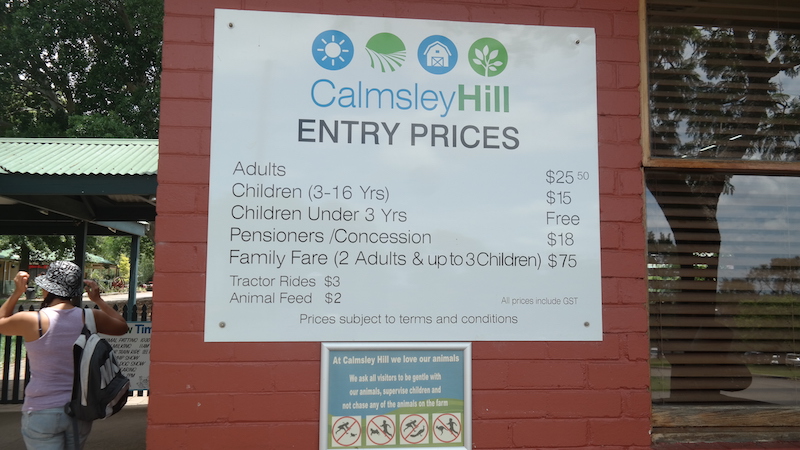 CalmsleyHill
ENTRY PRICES
Adults $25 50
Children (3-16 Yrs) $15
Children Under 3 Yrs Free
Pensioners /Concession $18
Family Fare (2 Adults & up to 3 Children) $75
Tractor Rides $3
Animal Feed $2
All prices include GST
Prices subject to terms and conditions
At Calmsley Hill we love our animals
We ask all visitors to be gentle with
our animals, supervise children and
not chase any of the animals on the farm